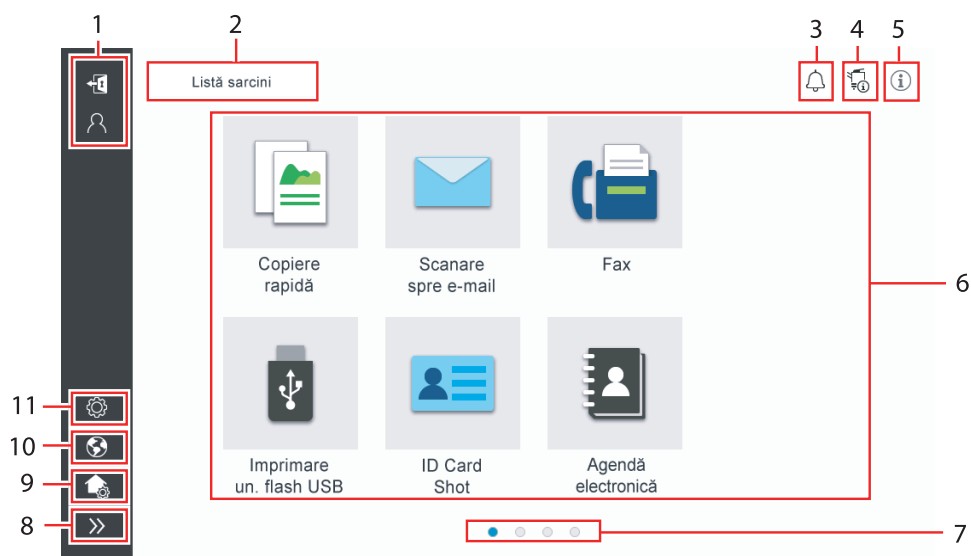 1
2
3
4
5
Listă sarcini
Copiere
rapidă
Scanare
spre e-mail
Fax
6
Imprimare
un. flash USB
ID Card
Shot
Agendă
electronică
11
10
9
8
7